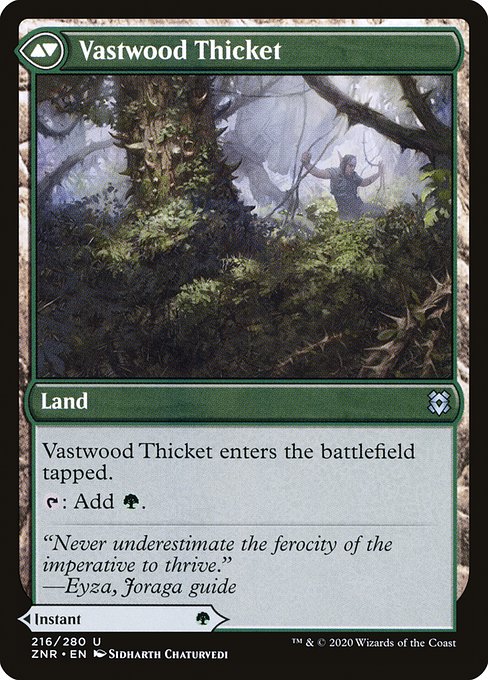 Vastwood Thicket
Land
Vastwood Thicket enters the battlefield
tapped.
: Add .
“Never underestimate the ferocity of the
imperative to thrive.”
—Eyza, Joraga guide
Instant
216/280 U
ZNR • EN Sidharth Chaturvedi
™ & © 2020 Wizards of the Coast